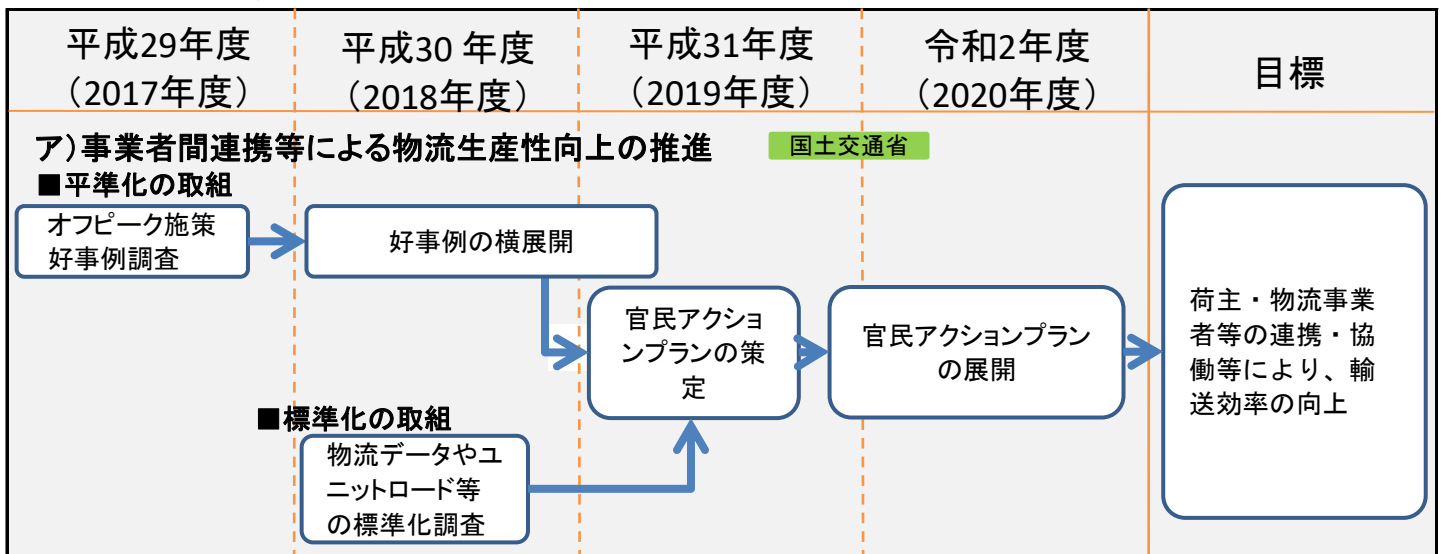 平成29年度
（2017年度）
平成30 年度
（2018年度）
平成31年度
（2019年度）
令和2年度
（2020年度）
目標
ア）事業者間連携等による物流生産性向上の推進
国土交通省
■平準化の取組
オフピーク施策
好事例調査
好事例の横展開
官民アクショ
ンプランの策
定
官民アクションプラン
の展開
荷主・物流事業
者等の連携・協
働等により、輸
送効率の向上
■標準化の取組
物流データやユ
ニットロード等
の標準化調査